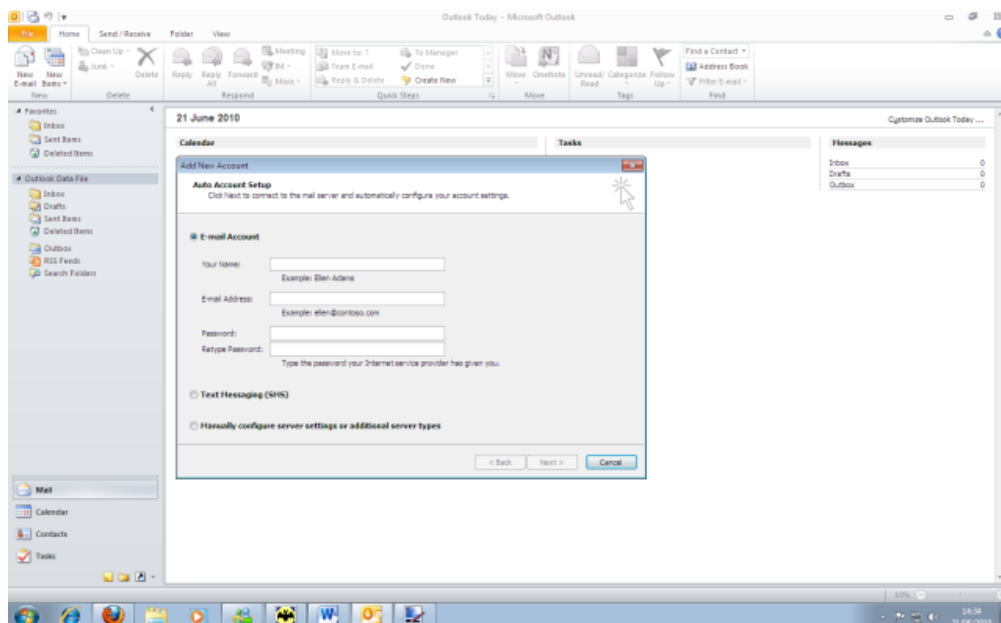 Outlook Today - Microsoft Outlook
File Home Send / Receive Folder View
New E-mail
New Items
Clean Up
Junk
Delete
Reply
Reply All
Forward
Meeting
IM
More
Move to: ?
Team E-mail
Reply & Delete
To Manager
Done
Create New
Move
OneNote
Unread/ Read
Categorize
Follow Up
Find a Contact
Address Book
Filter E-mail
New Delete Respond Quick Steps Move Tags Find
Favorites
Inbox
Sent Items
Deleted Items
Outlook Data File
Inbox
Drafts
Sent Items
Deleted Items
Outbox
RSS Feeds
Search Folders
21 June 2010
Customize Outlook Today ...
Calendar Tasks Messages
Inbox 0
Drafts 0
Outbox 0
Add New Account
Auto Account Setup
Click Next to connect to the mail server and automatically configure your account settings.
E-mail Account
Your Name:
Example: Ellen Adams
E-mail Address:
Example: ellen@contoso.com
Password:
Retype Password:
Type the password your Internet service provider has given you.
Text Messaging (SMS)
Manually configure server settings or additional server types
< Back Next > Cancel
Mail
Calendar
Contacts
Tasks
10%
14:34
21/06/2010